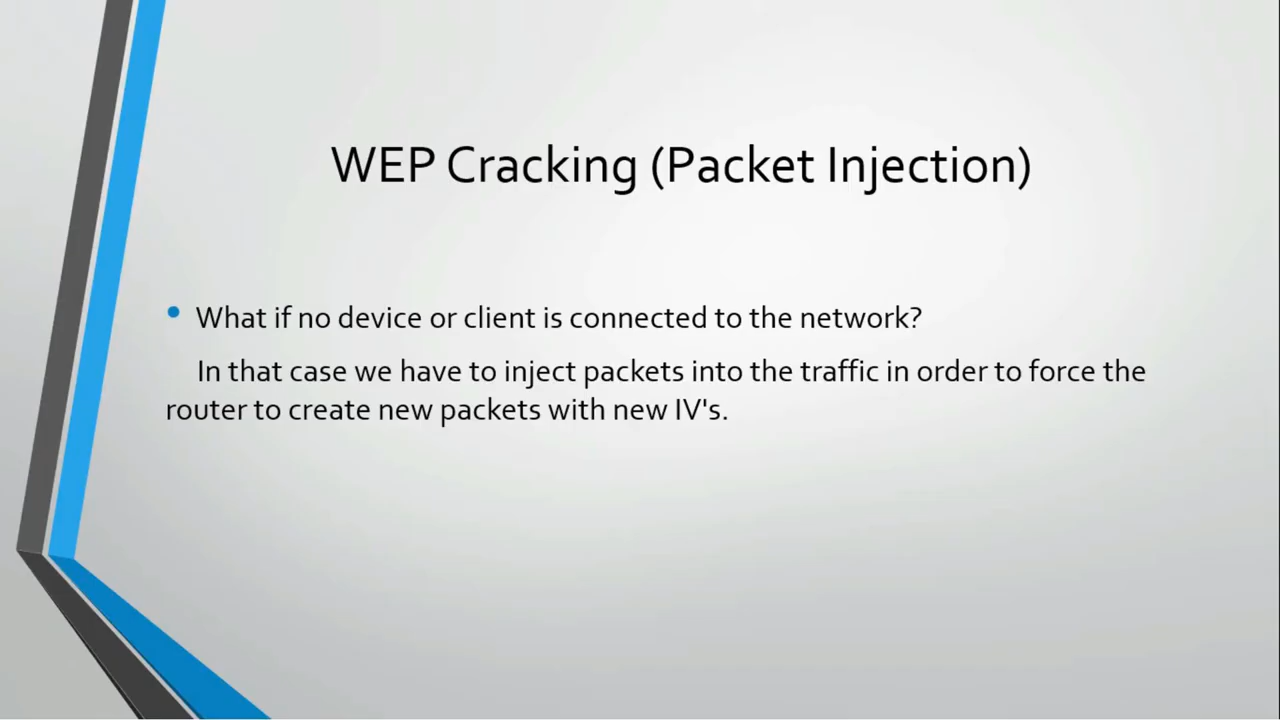 WEP Cracking (Packet Injection)
• What if no device or client is connected to the network?
In that case we have to inject packets into the traffic in order to force the
router to create new packets with new IV's.